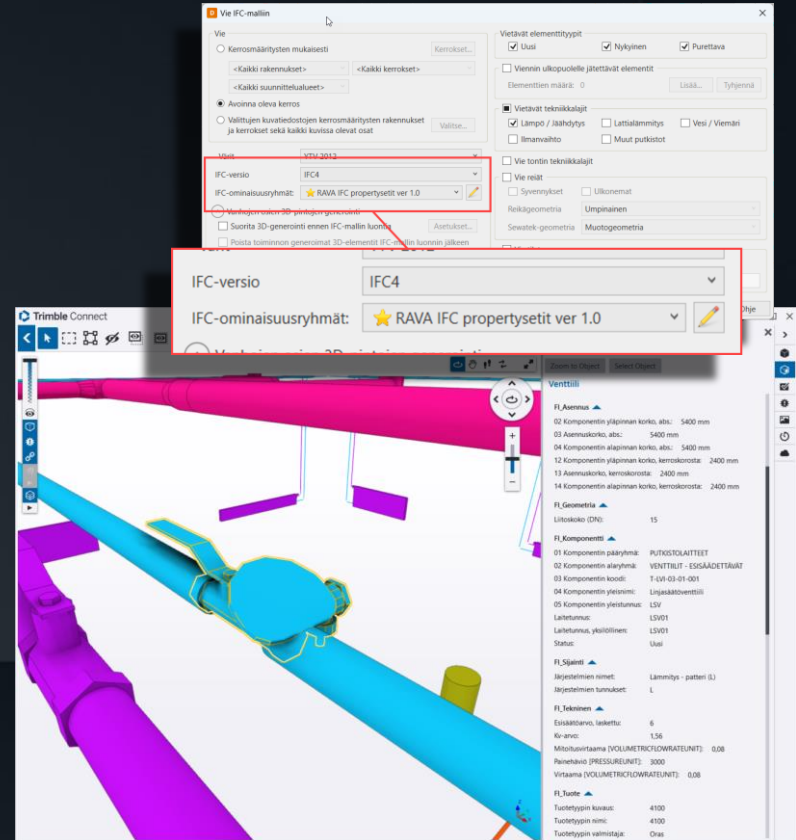 Vie IFC-malliin
Vie
Kerrosmääritysten mukaisesti
Kerrokset...
<Kaikki rakennukset>
<Kaikki kerrokset>
<Kaikki suunnittelualueet>
Avoinna oleva kerros
Valittujen kuvatiedostojen kerrosmääritysten rakennukset
ja kerrokset sekä kaikki kuvissa olevat osat
Valitse...
Värit
YTV 2012
IFC-versio
IFC4
IFC-ominaisuusryhmät:
RAVA IFC propertysetit ver 1.0
Vanhojen osien 3D-pintojen generointi
Suorita 3D-generointi ennen IFC-mallin luontia
Asetukset...
Poista toiminnon generoimat 3D-elementit IFC-mallin luonnin jälkeen
Vietävät elementtityypit
Uusi
Nykyinen
Purettava
Viennin ulkopuolelle jätettävät elementit
Elementtien määrä: 0
Lisää...
Tyhjennä
Vietävät tekniikkalajit
Lämpö / Jäähdytys
Lattialämmitys
Vesi / Viemäri
Ilmanvaihto
Muut putkistot
Vie tontin tekniikkalajit
Vie reiät
Syvennykset
Ulkonemat
Reikägeometria
Umpinainen
Sewatek-geometria
Muotogeometria
IFC-versio
IFC4
IFC-ominaisuusryhmät:
RAVA IFC propertysetit ver 1.0
Ohje
Trimble Connect
Zoom to Object
Select Object
Venttiili
FI_Asennus
02 Komponentin yläpinnan korko, abs.: 5400 mm
03 Asennuskorko, abs.: 5400 mm
04 Komponentin alapinnan korko, abs.: 5400 mm
12 Komponentin yläpinnan korko, kerroskorosta: 2400 mm
13 Asennuskorko, kerroskorosta: 2400 mm
14 Komponentin alapinnan korko, kerroskorosta: 2400 mm
FI_Geometria
Liitoskoko (DN): 15
FI_Komponentti
01 Komponentin pääryhmä: PUTKISTOLAITTEET
02 Komponentin alaryhmä: VENTTIILIT - ESISÄÄDETTÄVÄT
03 Komponentin koodi: T-LVI-03-01-001
04 Komponentin yleisnimi: Linjasäätöventtiili
05 Komponentin yleistunnus: LSV
Laitetunnus: LSV01
Laitetunnus, yksilöllinen: LSV01
Status: Uusi
FI_Sijainti
Järjestelmien nimet: Lämmitys - patteri (L)
Järjestelmien tunnukset: L
FI_Tekninen
Esisäätöarvo, laskettu: 6
Kv-arvo: 1,56
Mitoitusvirtaama [VOLUMETRICFLOWRATEUNIT]: 0,08
Painehäviö [PRESSUREUNIT]: 3000
Virtaama [VOLUMETRICFLOWRATEUNIT]: 0,08
FI_Tuote
Tuotetyypin kuvaus: 4100
Tuotetyypin nimi: 4100
Tuotetyypin valmistaja: Oras